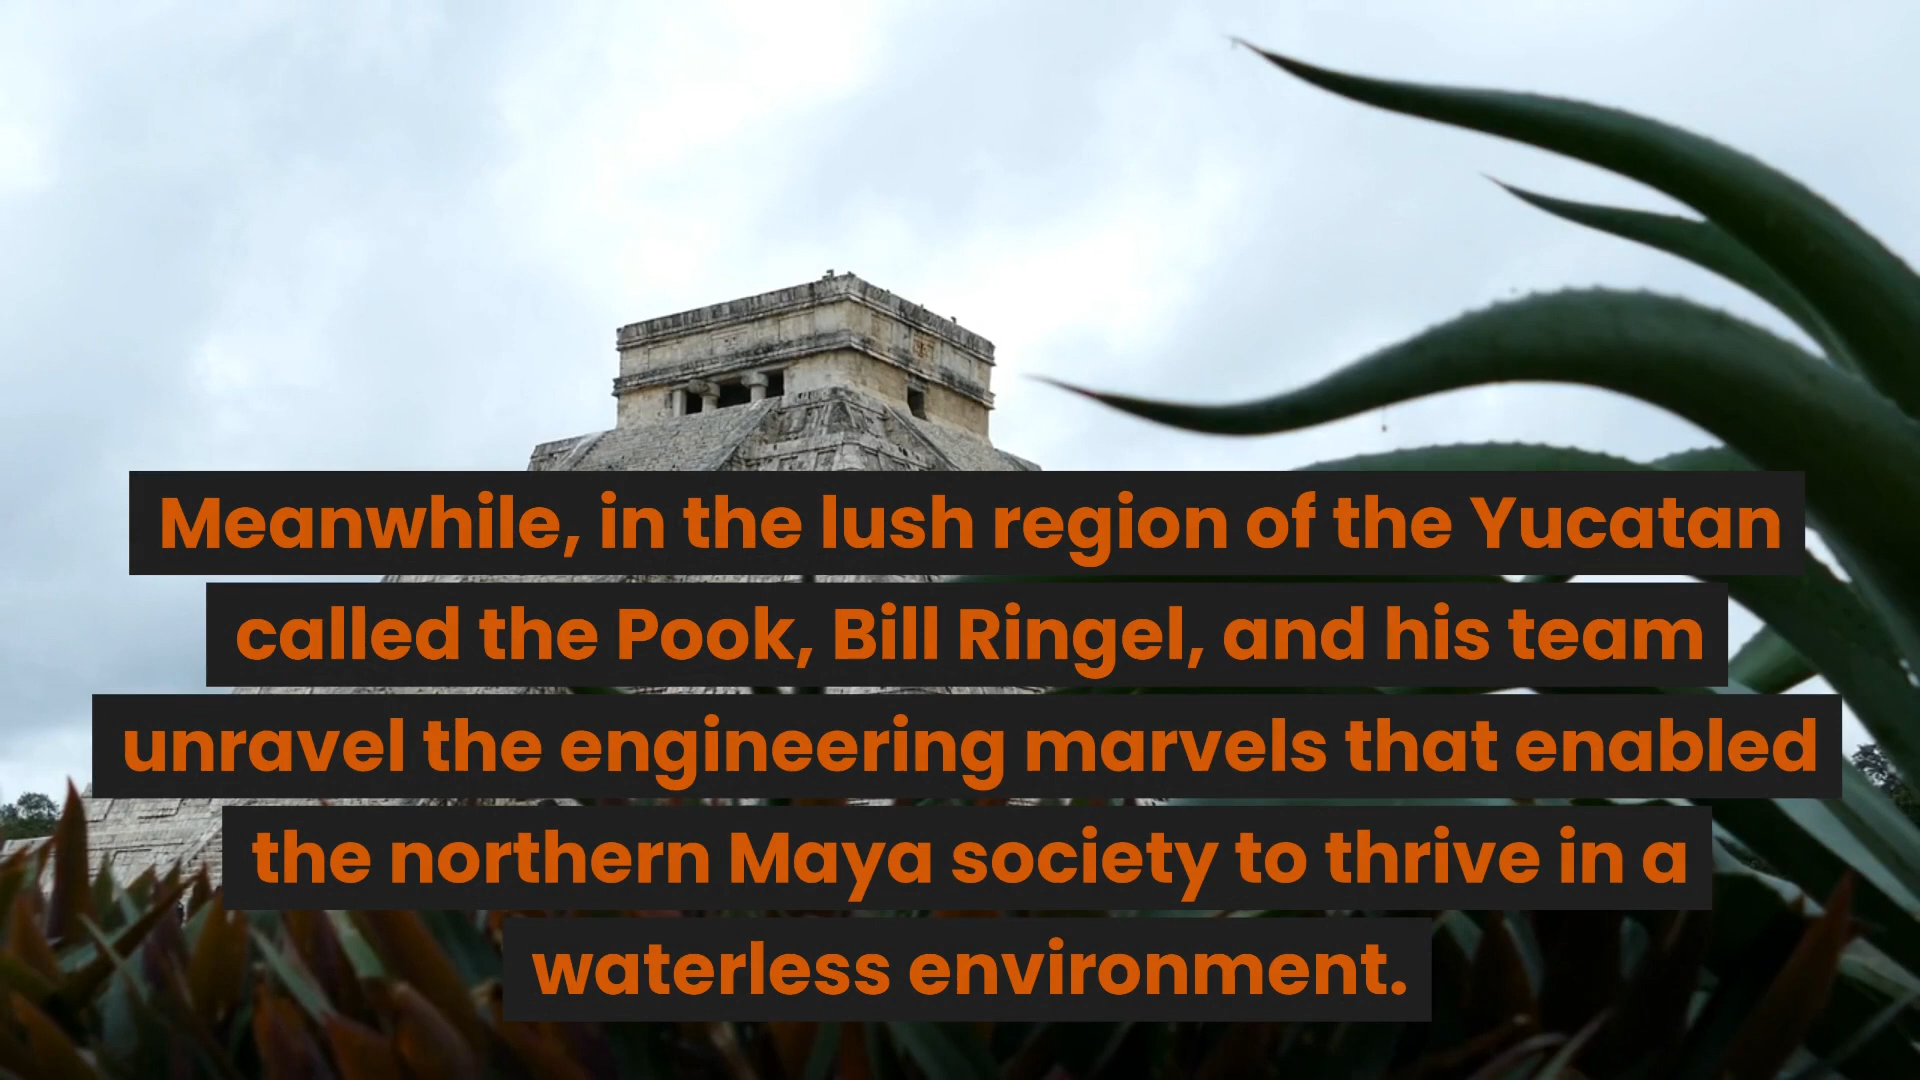 Meanwhile, in the lush region of the Yucatan
called the Pook, Bill Ringel, and his team
unravel the engineering marvels that enabled
the northern Maya society to thrive in a
waterless environment.